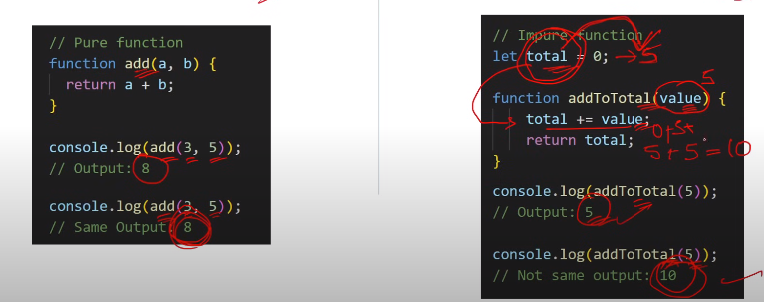 // Pure function
function add(a, b) {
return a + b;
}
console.log(add(3, 5));
// Output: 8
console.log(add(3, 5));
// Same Output: 8
// Impure function
let total = 0; → 5
5
function addToTotal(value) {
total += value;
0+5+
return total;
5+5=10
}
console.log(addToTotal(5));
// Output: 5
console.log(addToTotal(5));
// Not same output: 10